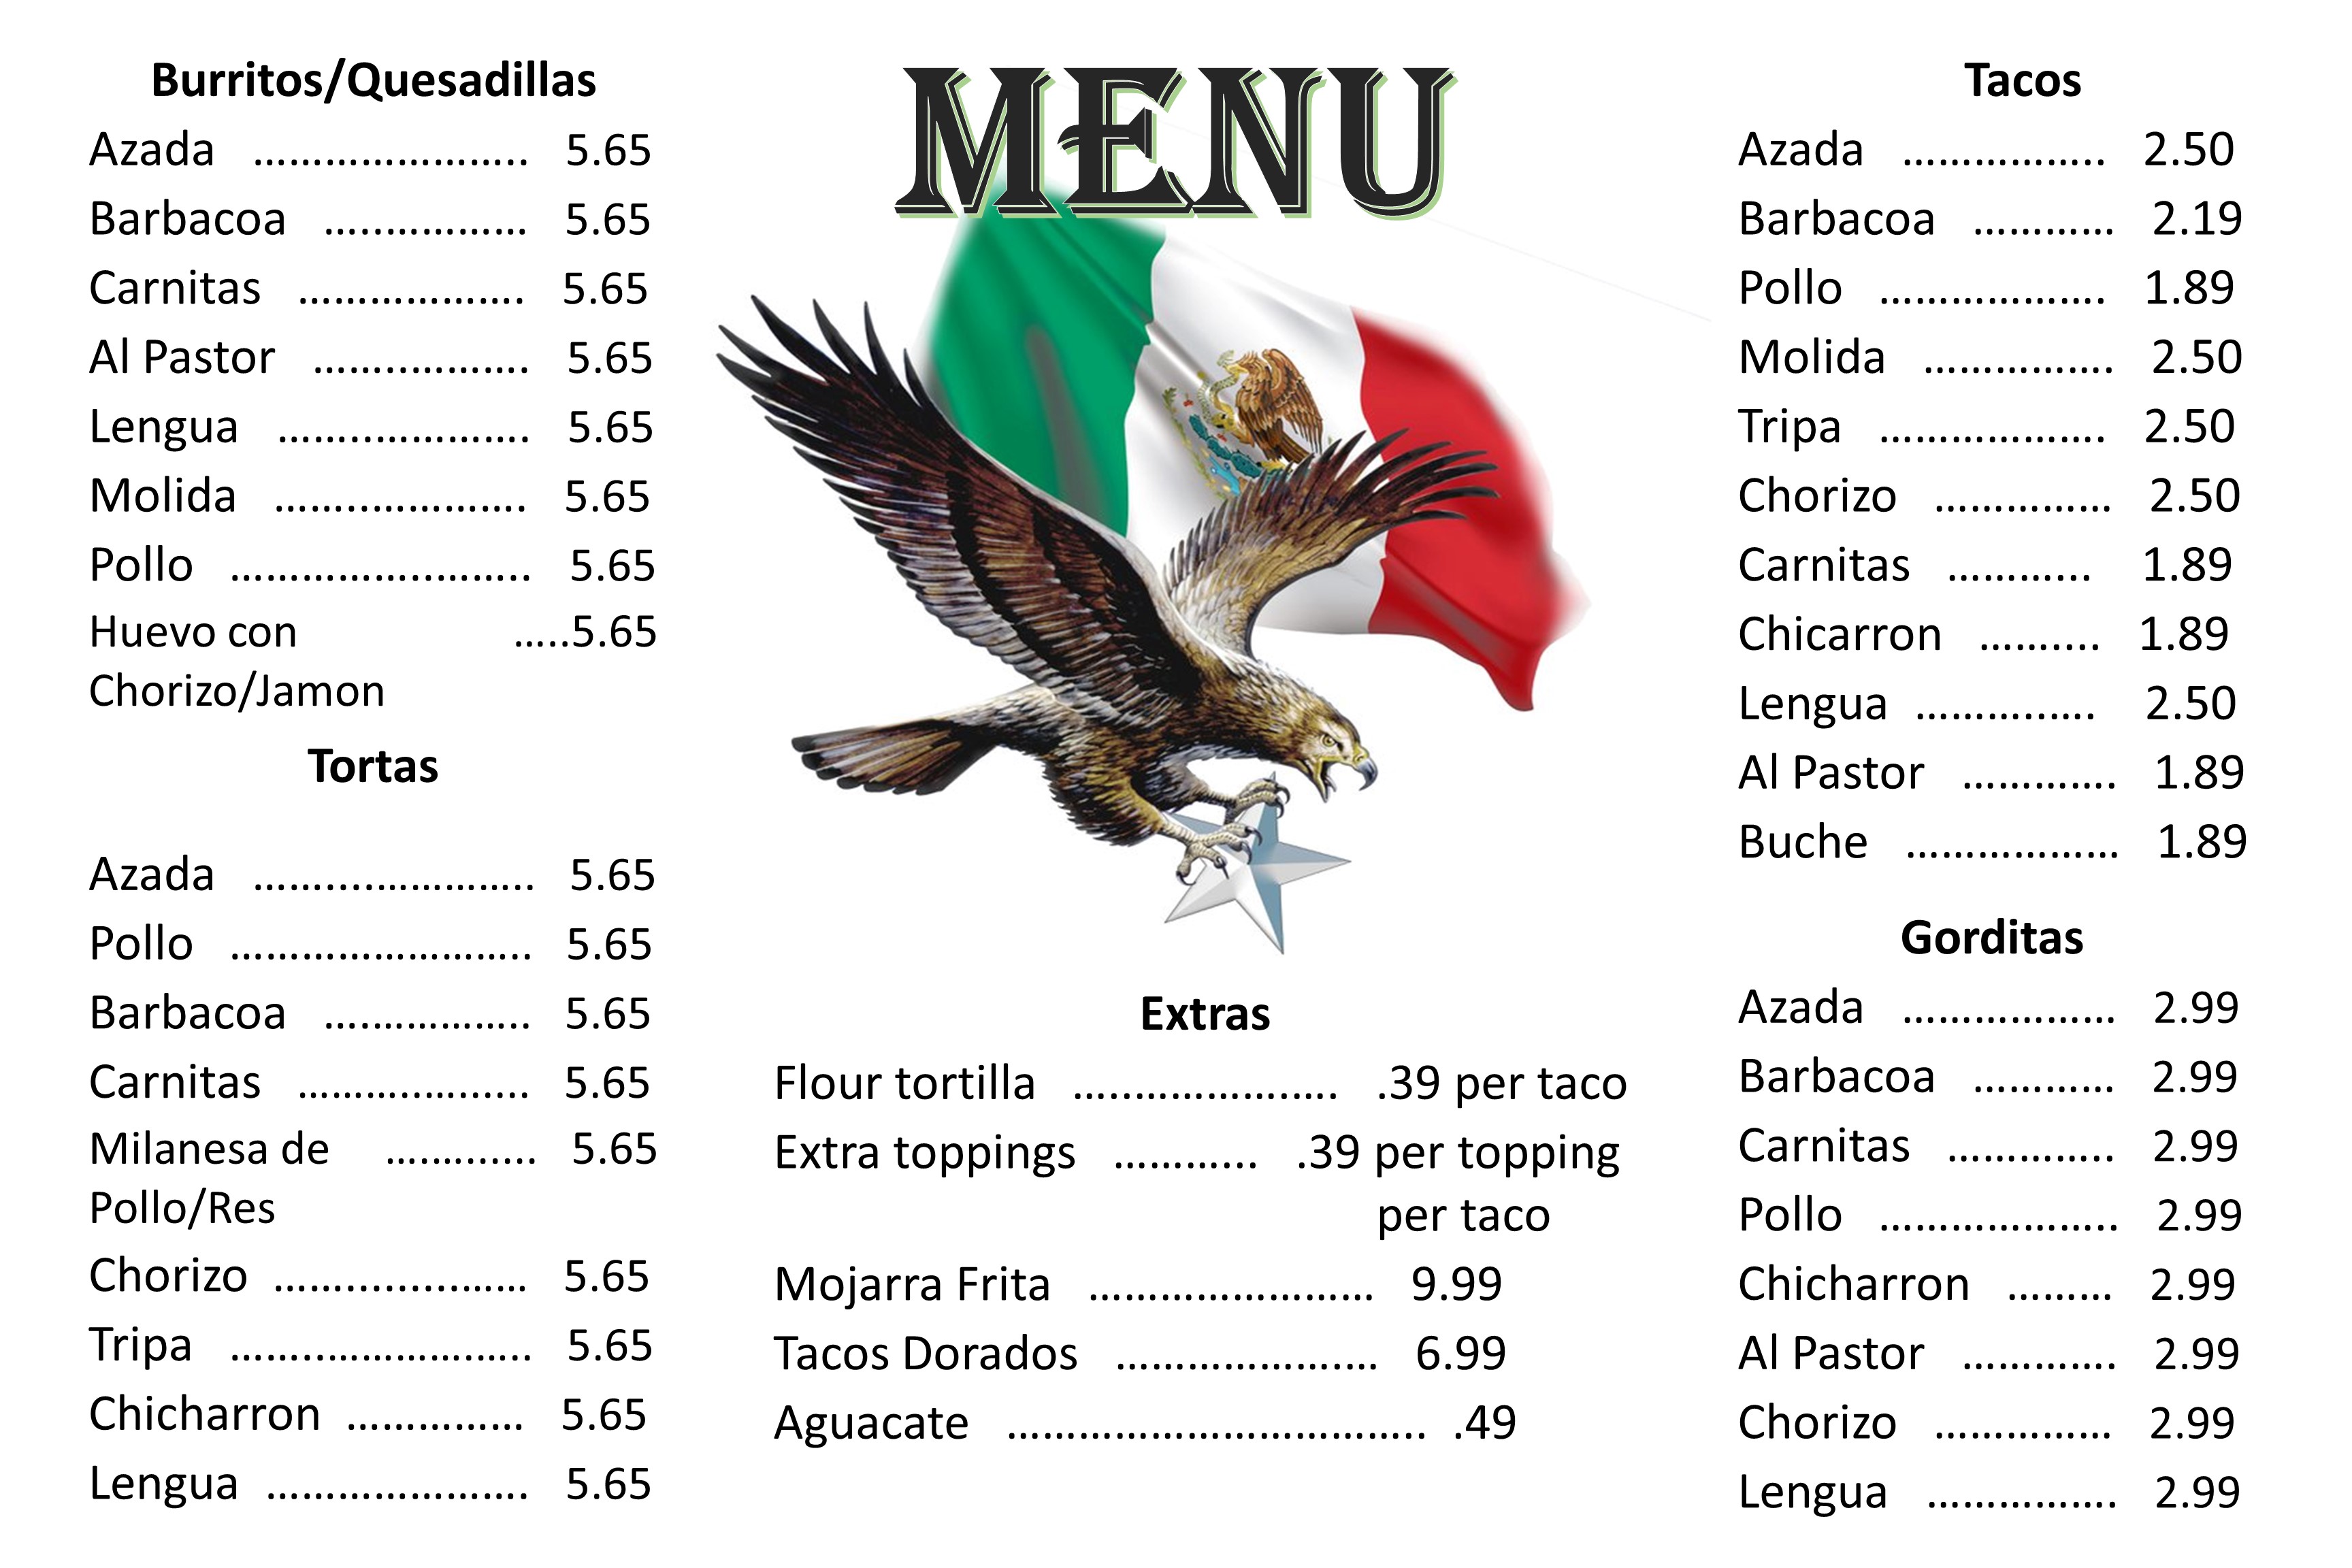 MENU
Burritos/Quesadillas
Azada ........................ 5.65
Barbacoa .................. 5.65
Carnitas ................... 5.65
Al Pastor .................. 5.65
Lengua ..................... 5.65
Molida ..................... 5.65
Pollo ......................... 5.65
Huevo con .....5.65
Chorizo/Jamon
Tortas
Azada ........................ 5.65
Pollo .......................... 5.65
Barbacoa .................. 5.65
Carnitas .................... 5.65
Milanesa de ............. 5.65
Pollo/Res
Chorizo ..................... 5.65
Tripa .......................... 5.65
Chicharron ............... 5.65
Lengua ...................... 5.65
Extras
Flour tortilla ....................... .39 per taco
Extra toppings ............ .39 per topping
per taco
Mojarra Frita ........................ 9.99
Tacos Dorados ...................... 6.99
Aguacate ................................... .49
Tacos
Azada ................. 2.50
Barbacoa ............ 2.19
Pollo ................... 1.89
Molida ................ 2.50
Tripa ................... 2.50
Chorizo ............... 2.50
Carnitas ............ 1.89
Chicarron .......... 1.89
Lengua ............... 2.50
Al Pastor ............. 1.89
Buche .................. 1.89
Gorditas
Azada .................. 2.99
Barbacoa ............ 2.99
Carnitas .............. 2.99
Pollo .................... 2.99
Chicharron ......... 2.99
Al Pastor ............. 2.99
Chorizo ............... 2.99
Lengua ................ 2.99